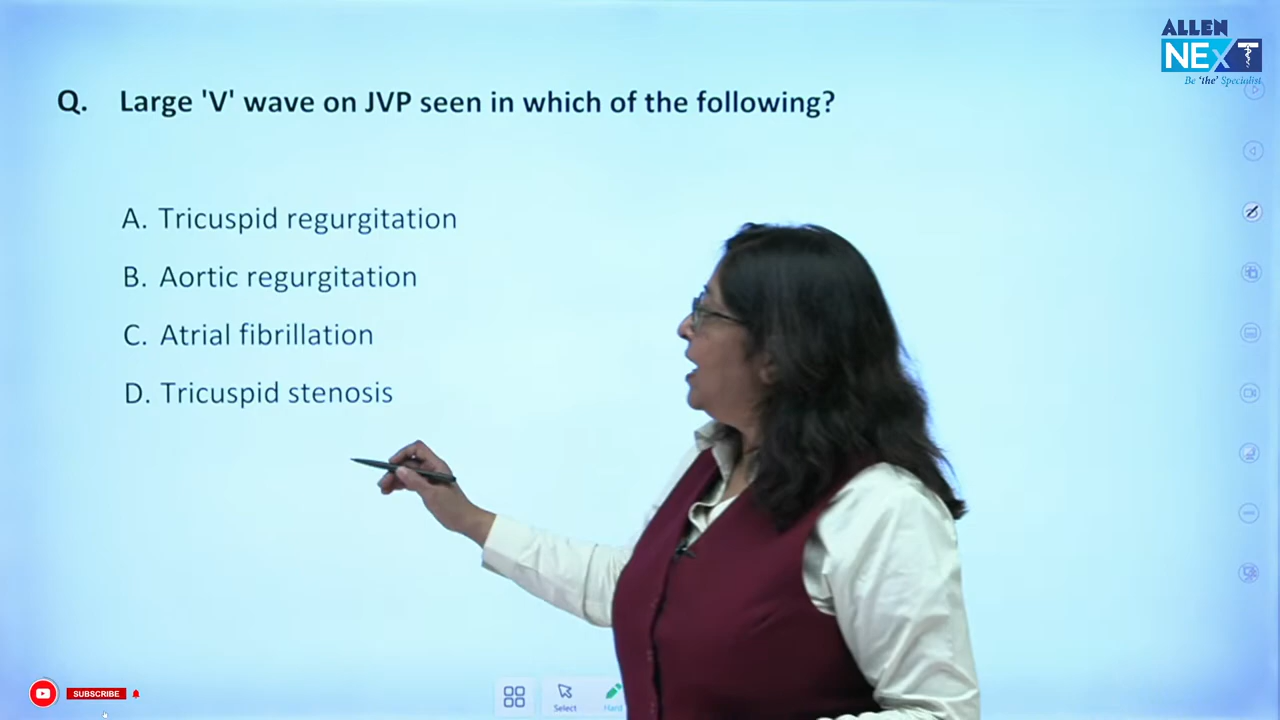 ALLEN
NEXT
Be 'the' Specialist
Q. Large 'V' wave on JVP seen in which of the following?
A. Tricuspid regurgitation
B. Aortic regurgitation
C. Atrial fibrillation
D. Tricuspid stenosis
SUBSCRIBE
Select
Hard